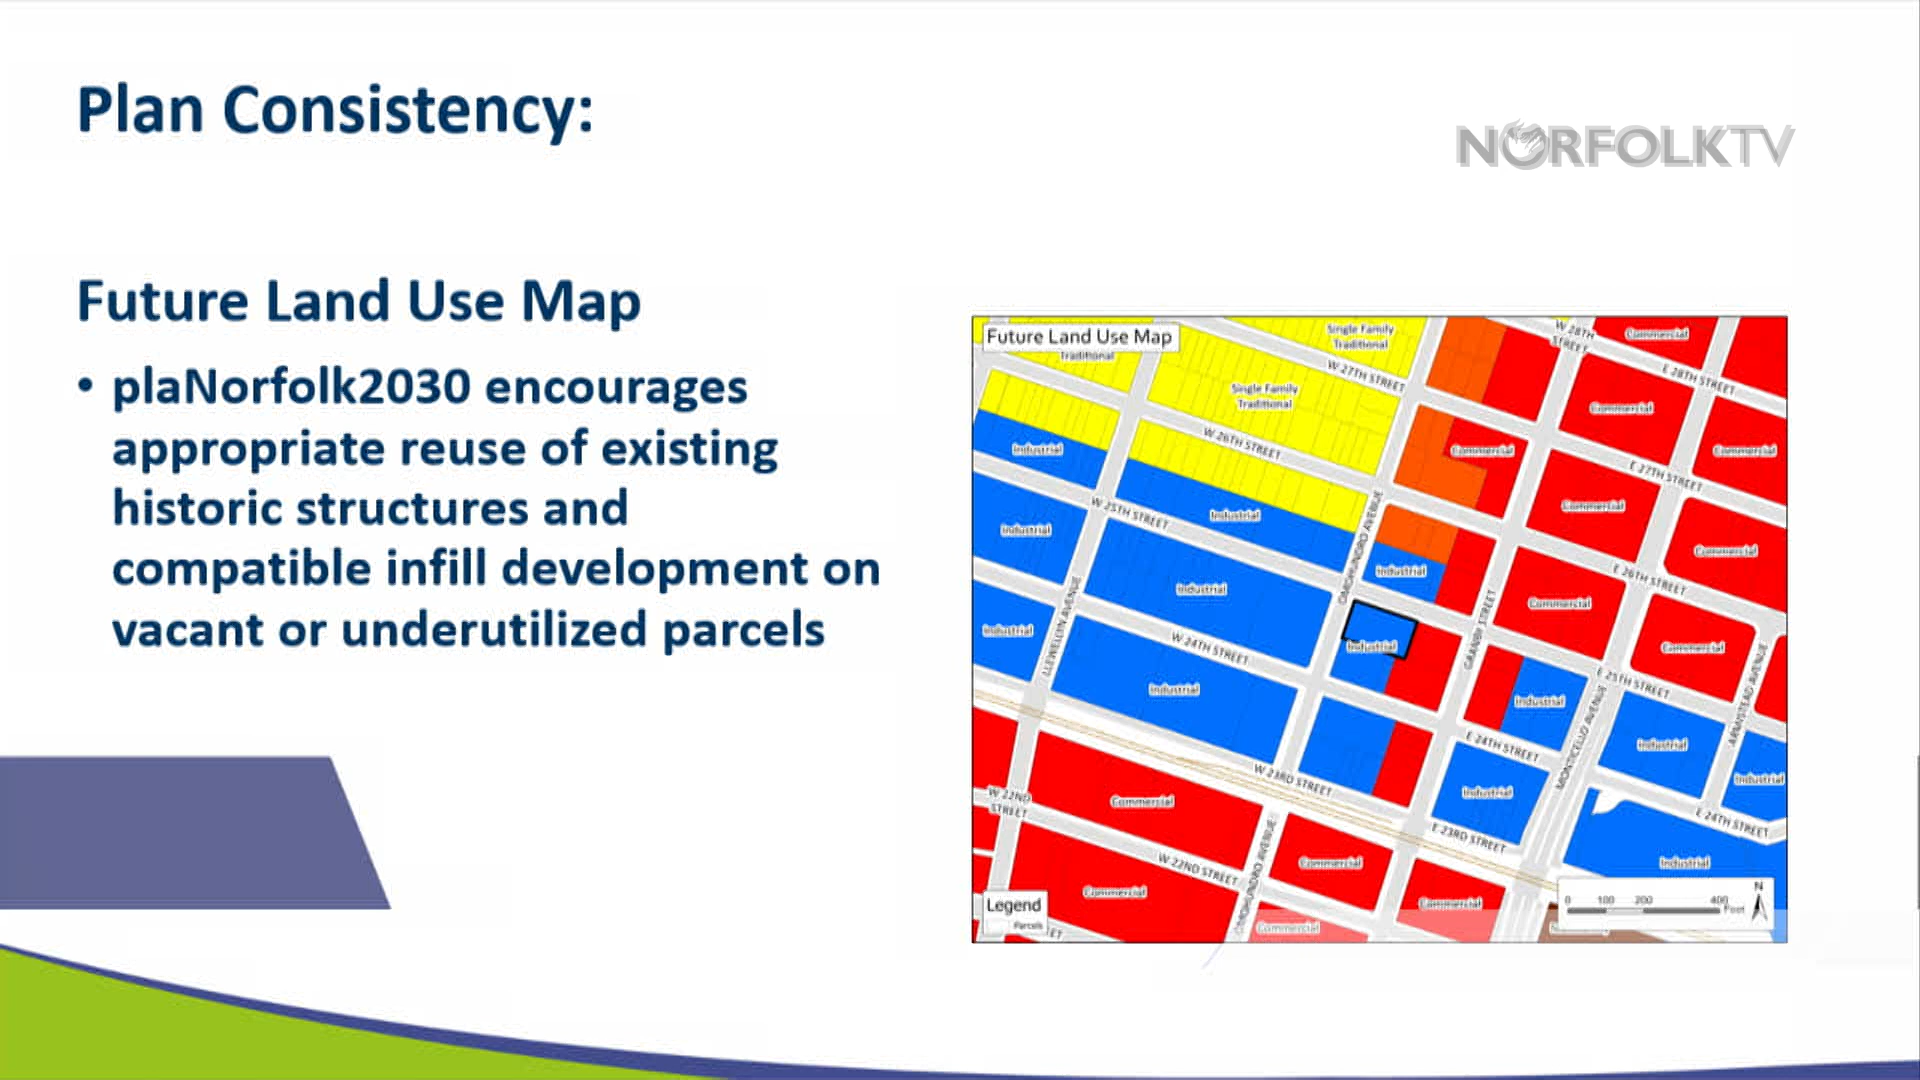 Plan Consistency:
NORFOLKTV
Future Land Use Map
• plaNorfolk2030 encourages
appropriate reuse of existing
historic structures and
compatible infill development on
vacant or underutilized parcels
Future Land Use Map
Traditional
Single Family
Traditional
W 28TH
STREET
Commercial
W 27TH STREET
E 28TH STREET
Single Family
Traditional
Commercial
W 26TH STREET
Industrial
Commercial
Commercial
E 27TH STREET
W 25TH STREET
Industrial
Industrial
Commercial
OMOHUNDRO AVENUE
Commercial
Industrial
Industrial
E 26TH STREET
Commercial
LLEWELLYN AVENUE
Industrial
W 24TH STREET
Industrial
GRANBY STREET
Commercial
Industrial
Industrial
E 25TH STREET
MONTICELLO AVENUE
ARMISTEAD AVENUE
Industrial
E 24TH STREET
W 23RD STREET
Industrial
Industrial
W 22ND
STREET
Commercial
E 24TH STREET
E 23RD STREET
OMOHUNDRO AVENUE
W 22ND STREET
Commercial
Industrial
Commercial
Commercial
Commercial
Legend
Parcels
ET
0 100 200 400
Feet
N